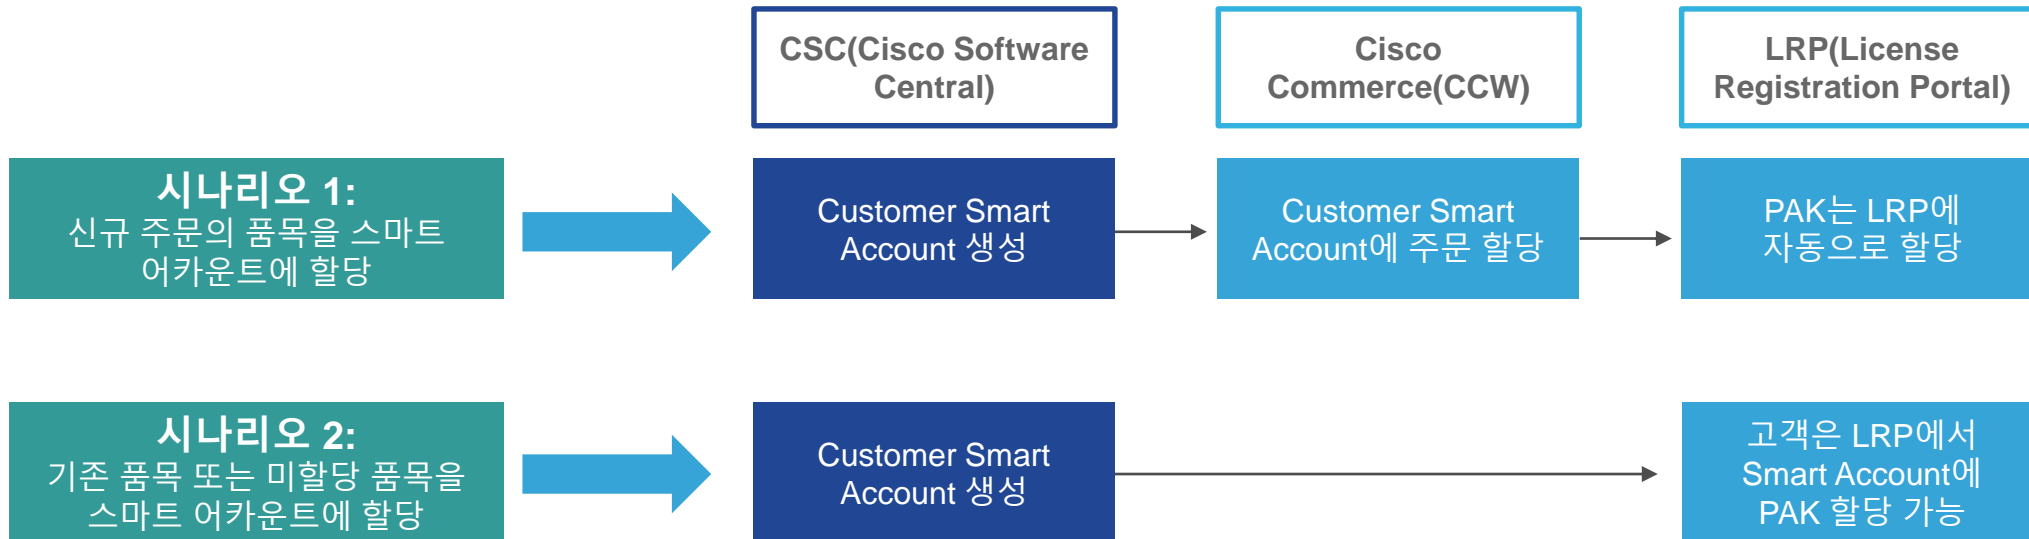 CSC(Cisco Software
Central)
Cisco
Commerce(CCW)
LRP(License
Registration Portal)
시나리오 1:
신규 주문의 품목을 스마트
어카운트에 할당
Customer Smart
Account 생성
Customer Smart
Account에 주문 할당
PAK는 LRP에
자동으로 할당
시나리오 2:
기존 품목 또는 미할당 품목을
스마트 어카운트에 할당
Customer Smart
Account 생성
고객은 LRP에서
Smart Account에
PAK 할당 가능